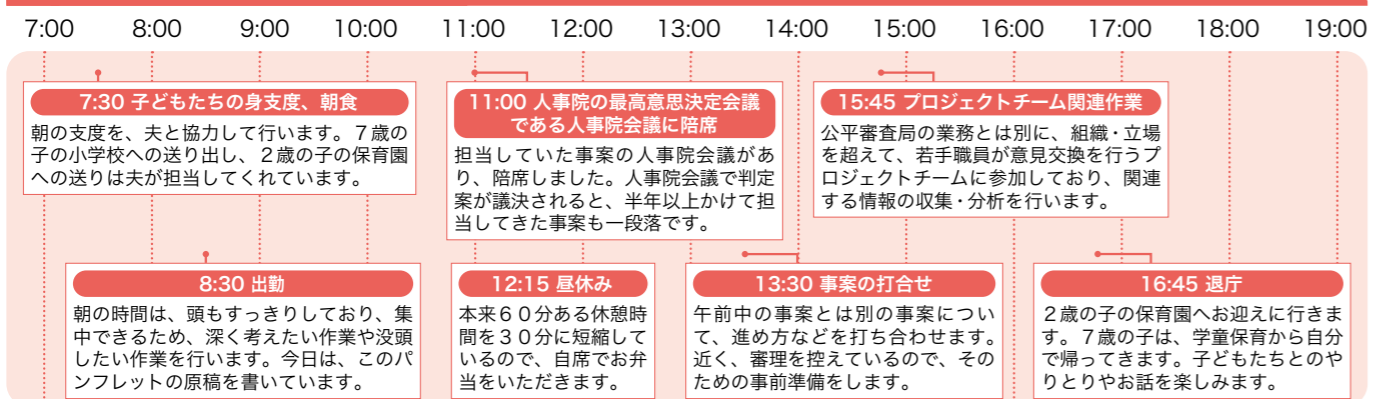 7:00 8:00 9:00 10:00 11:00 12:00 13:00 14:00 15:00 16:00 17:00 18:00 19:00
7:30 子どもたちの身支度、朝食
朝の支度を、夫と協力して行います。７歳の
子の小学校への送り出し、２歳の子の保育園
への送りは夫が担当してくれています。
11:00 人事院の最高意思決定会議
である人事院会議に陪席
担当していた事案の人事院会議があ
り、陪席しました。人事院会議で判定
案が議決されると、半年以上かけて担
当してきた事案も一段落です。
15:45 プロジェクトチーム関連作業
公平審査局の業務とは別に、組織・立場
を超えて、若手職員が意見交換を行うプ
ロジェクトチームに参加しており、関連
する情報の収集・分析を行います。
8:30 出勤
朝の時間は、頭もすっきりしており、集
中できるため、深く考えたい作業や没頭
したい作業を行います。今日は、このパ
ンフレットの原稿を書いています。
12:15 昼休み
本来６０分ある休憩時
間を３０分に短縮して
いるので、自席でお弁
当をいただきます。
13:30 事案の打合せ
午前中の事案とは別の事案につい
て、進め方などを打ち合わせます。
近く、審理を控えているので、その
ための事前準備をします。
16:45 退庁
２歳の子の保育園へお迎えに行きま
す。７歳の子は、学童保育から自分
で帰ってきます。子どもたちとのや
りとりやお話を楽しみます。